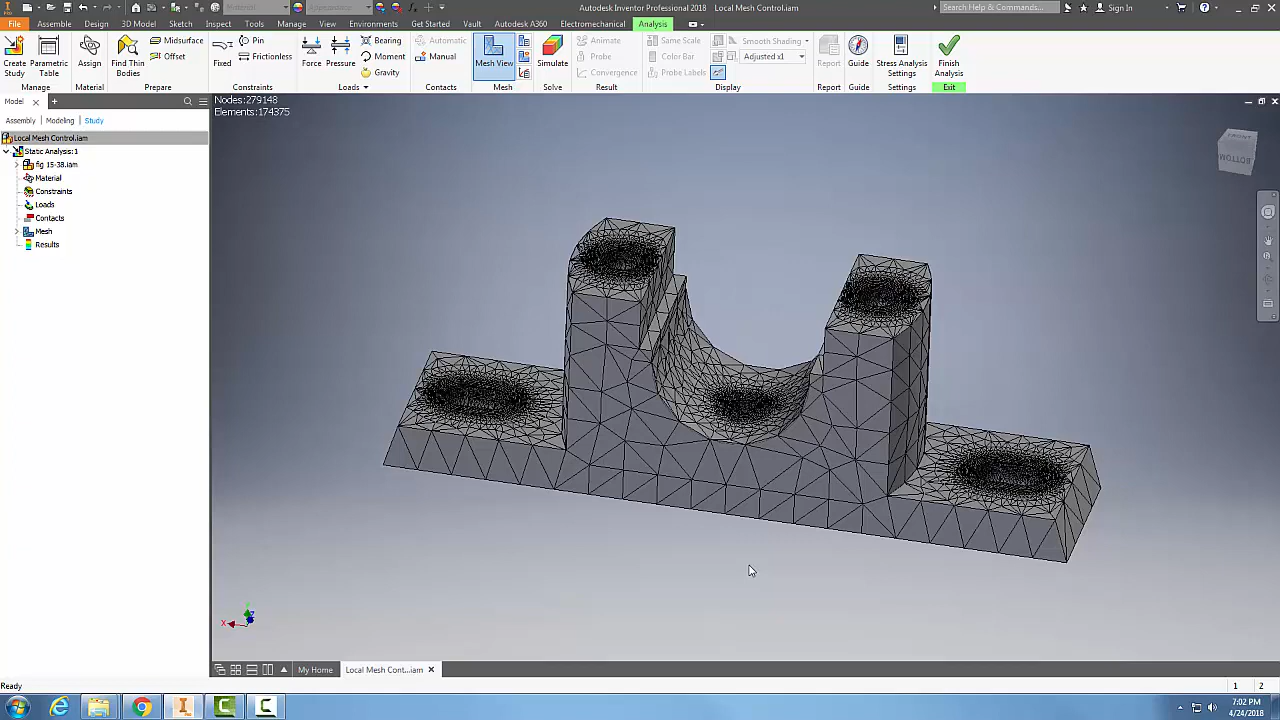 Autodesk Inventor Professional 2018 - Local Mesh Control.iam
Search Help & Commands...
Sign In
File Assemble Design 3D Model Sketch Inspect Tools Manage View Environments Get Started Vault Autodesk A360 Electromechanical Analysis
Create Study
Parametric Table
Manage
Assign
Material
Find Thin Bodies
Midsurface
Offset
Prepare
Fixed
Pin
Frictionless
Constraints
Force
Pressure
Bearing
Moment
Gravity
Loads
Automatic
Manual
Contacts
Mesh View
Mesh
Simulate
Solve
Animate
Probe
Convergence
Result
Same Scale
Color Bar
Probe Labels
Smooth Shading
Adjusted x1
Display
Report
Report
Guide
Guide
Stress Analysis Settings
Settings
Finish Analysis
Exit
Model
Assembly Modeling Study
Local Mesh Control.iam
Static Analysis:1
fig 15-38.iam
Material
Constraints
Loads
Contacts
Mesh
Results
Nodes:279148
Elements:174375
FRONT
BOTTOM
X
My Home
Local Mesh Cont...iam
Ready
1 2
7:02 PM
4/24/2018